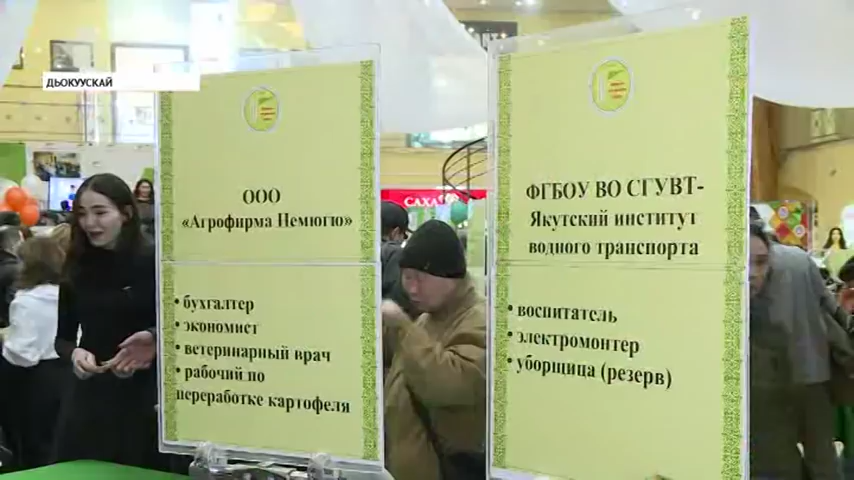 ДЬОКУУСКАЙ
ООО
«Агрофирма Немюгю»
• бухгалтер
• экономист
• ветеринарный врач
• рабочий по
переработке картофеля
САХА
ФГБОУ ВО СГУВТ-
Якутский институт
водного транспорта
• воспитатель
• электромонтер
• уборщица (резерв)